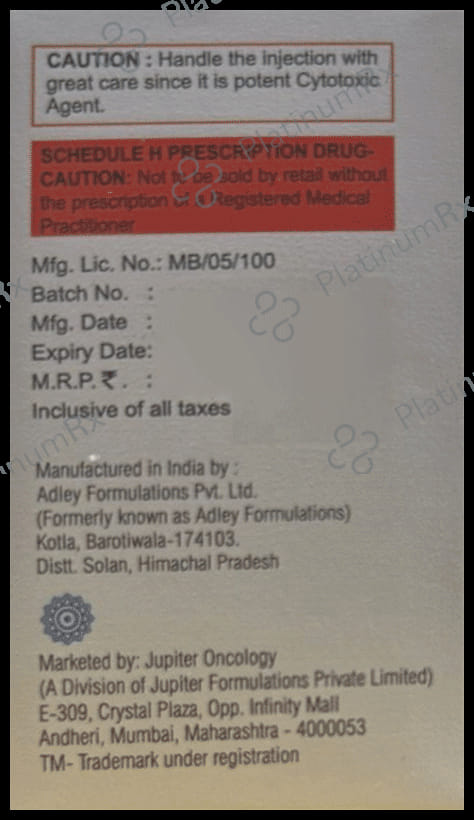 CAUTION : Handle the injection with
great care since it is potent Cytotoxic
Agent.
SCHEDULE H PRESCRIPTION DRUG-
CAUTION: Not to be sold by retail without
the prescription of a Registered Medical
Practitioner
Mfg. Lic. No.: MB/05/100
Batch No. :
Mfg. Date :
Expiry Date:
M.R.P.₹. :
Inclusive of all taxes
Manufactured in India by :
Adley Formulations Pvt. Ltd.
(Formerly known as Adley Formulations)
Kotla, Barotiwala-174103.
Distt. Solan, Himachal Pradesh
Marketed by: Jupiter Oncology
(A Division of Jupiter Formulations Private Limited)
E-309, Crystal Plaza, Opp. Infinity Mall
Andheri, Mumbai, Maharashtra - 4000053
TM- Trademark under registration
PlatinumRx
PlatinumRx
PlatinumRx